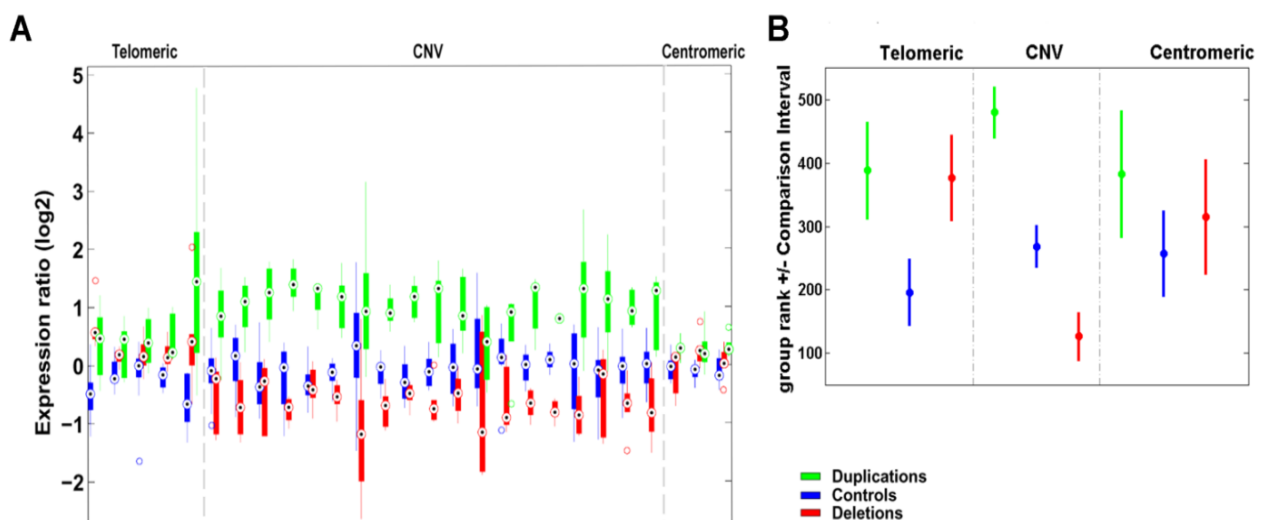 A
Telomeric CNV Centromeric
Expression ratio (log2)
5
4
3
2
1
0
−1
−2
B
Telomeric CNV Centromeric
group rank +/- Comparison Interval
500
400
300
200
100
Duplications
Controls
Deletions